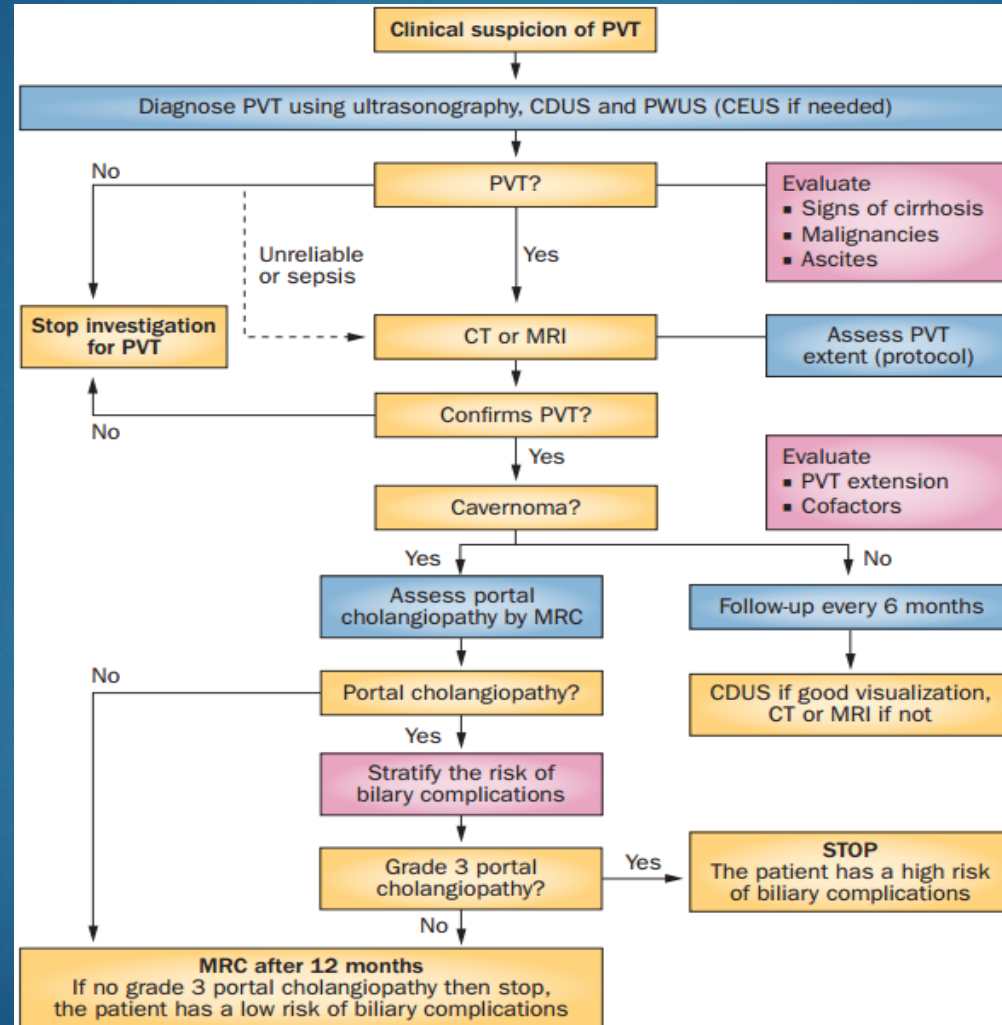 Clinical suspicion of PVT
Diagnose PVT using ultrasonography, CDUS and PWUS (CEUS if needed)
No
PVT?
Evaluate
▪ Signs of cirrhosis
▪ Malignancies
▪ Ascites
Unreliable
or sepsis
Yes
Stop investigation
for PVT
CT or MRI
Assess PVT
extent (protocol)
No
Confirms PVT?
Yes
Evaluate
▪ PVT extension
▪ Cofactors
Cavernoma?
Yes
No
Assess portal
cholangiopathy by MRC
Follow-up every 6 months
No
Portal cholangiopathy?
CDUS if good visualization,
CT or MRI if not
Yes
Stratify the risk of
bilary complications
Grade 3 portal
cholangiopathy?
Yes
STOP
The patient has a high risk
of biliary complications
No
MRC after 12 months
If no grade 3 portal cholangiopathy then stop,
the patient has a low risk of biliary complications